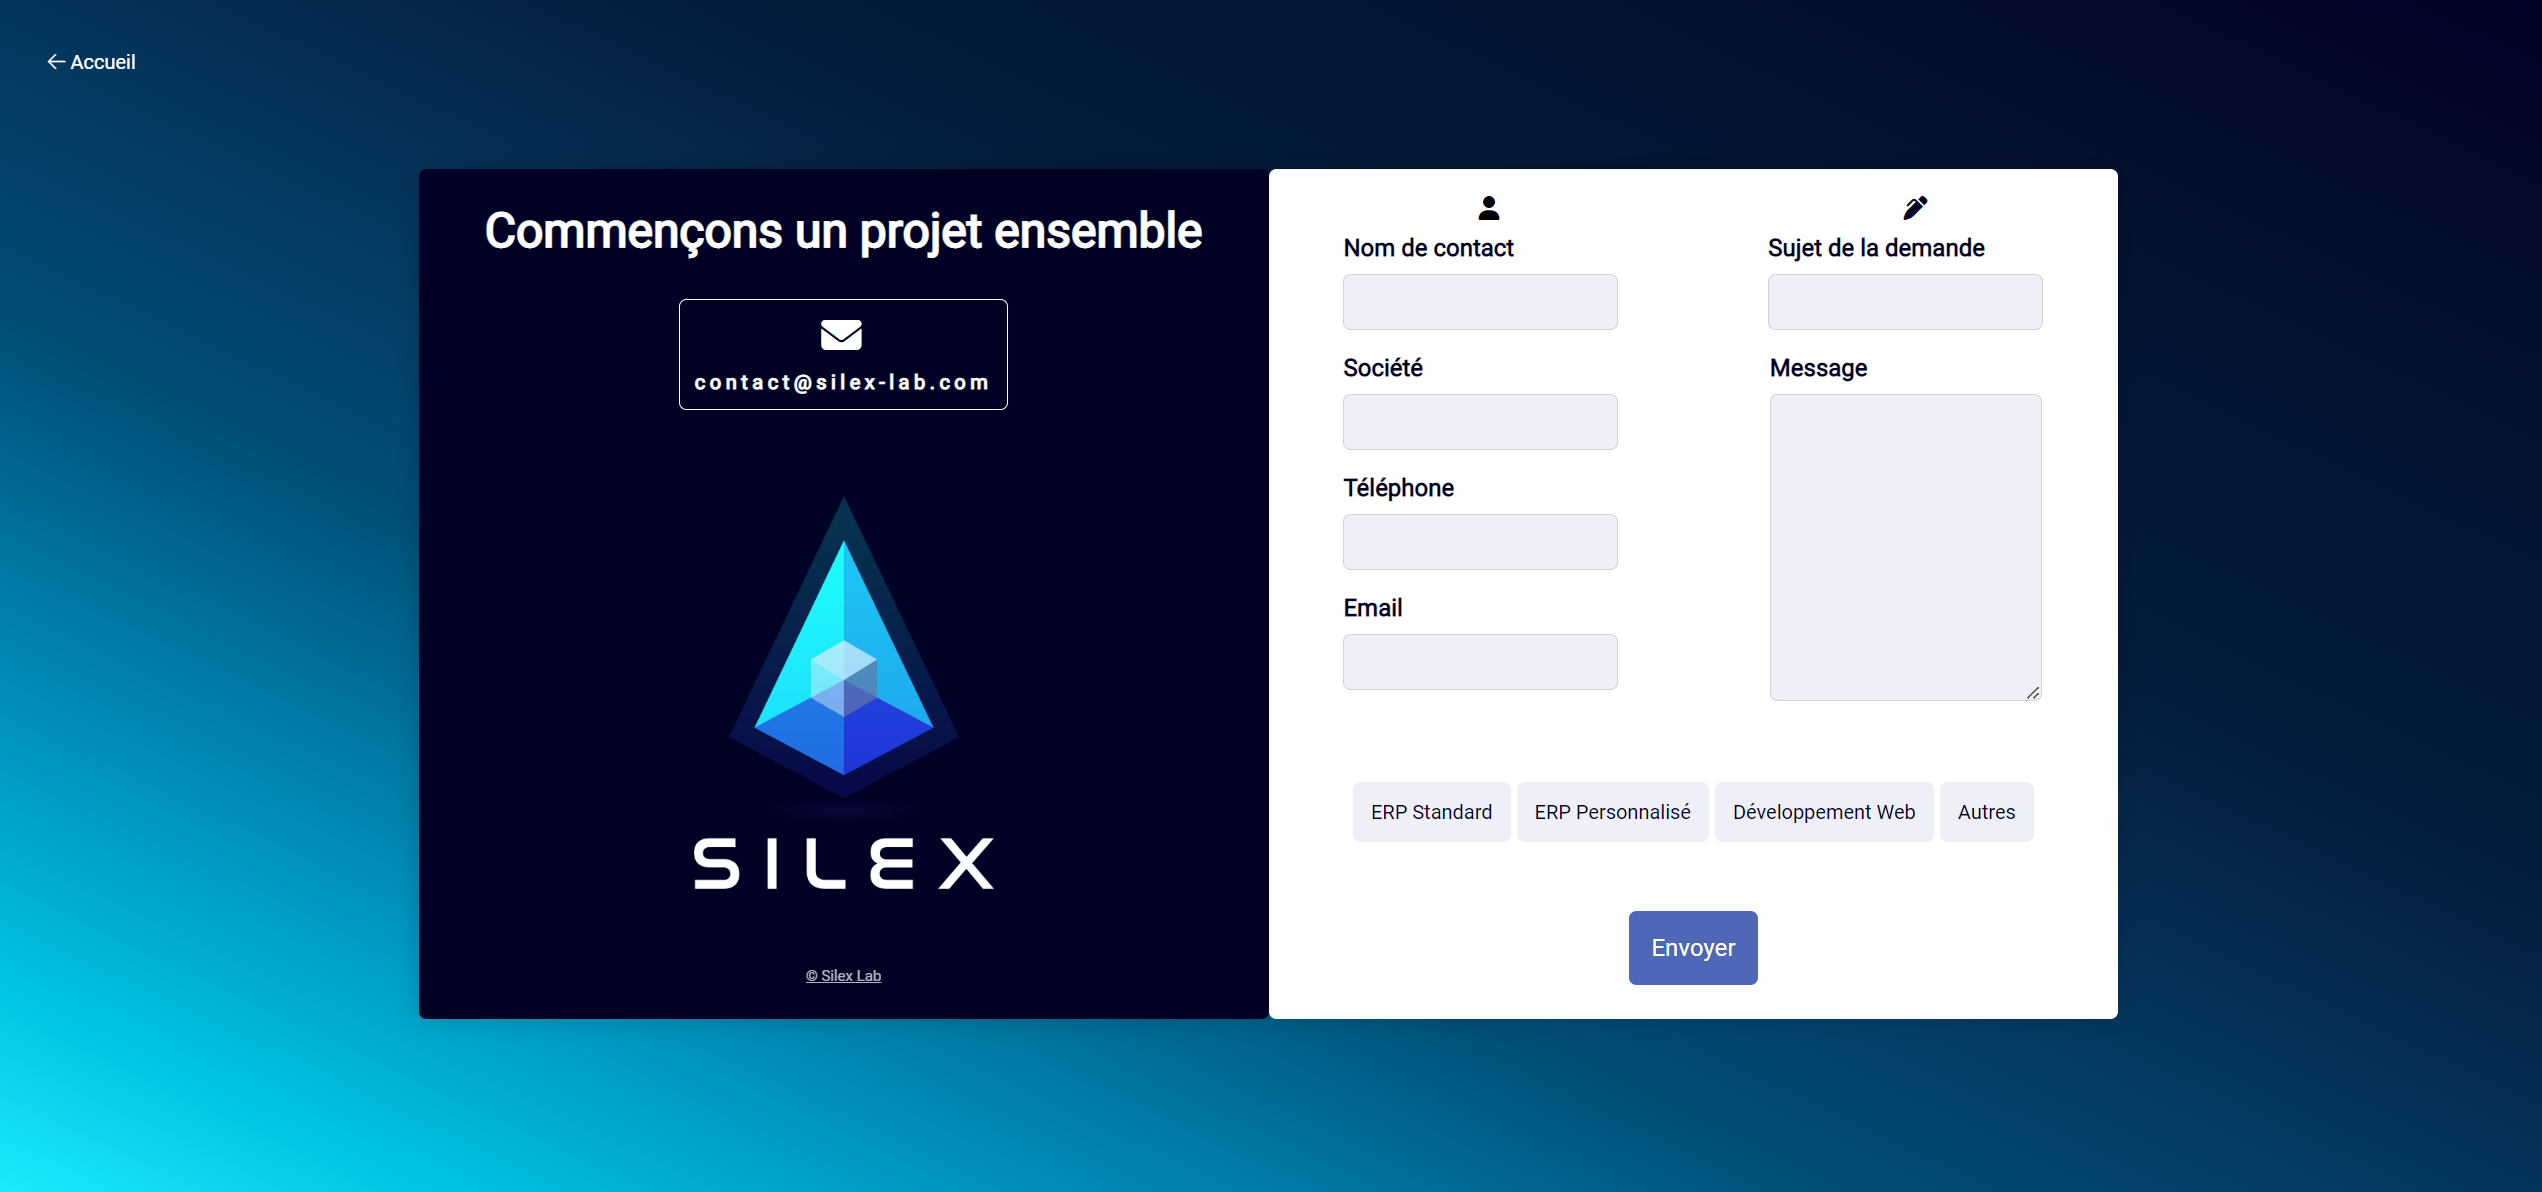 Accueil
Commençons un projet ensemble
contact@silex-lab.com
SILEX
© Silex Lab
Nom de contact
Société
Téléphone
Email
Sujet de la demande
Message
ERP Standard
ERP Personnalisé
Développement Web
Autres
Envoyer